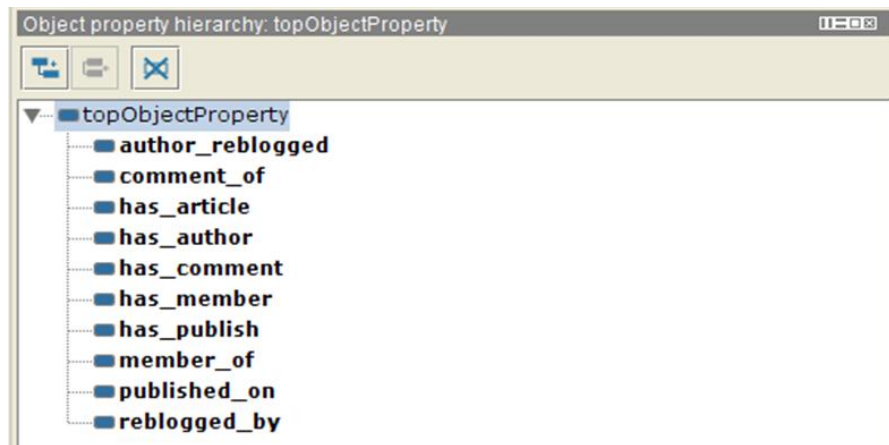 Object property hierarchy: topObjectProperty
topObjectProperty
author_reblogged
comment_of
has_article
has_author
has_comment
has_member
has_publish
member_of
published_on
reblogged_by